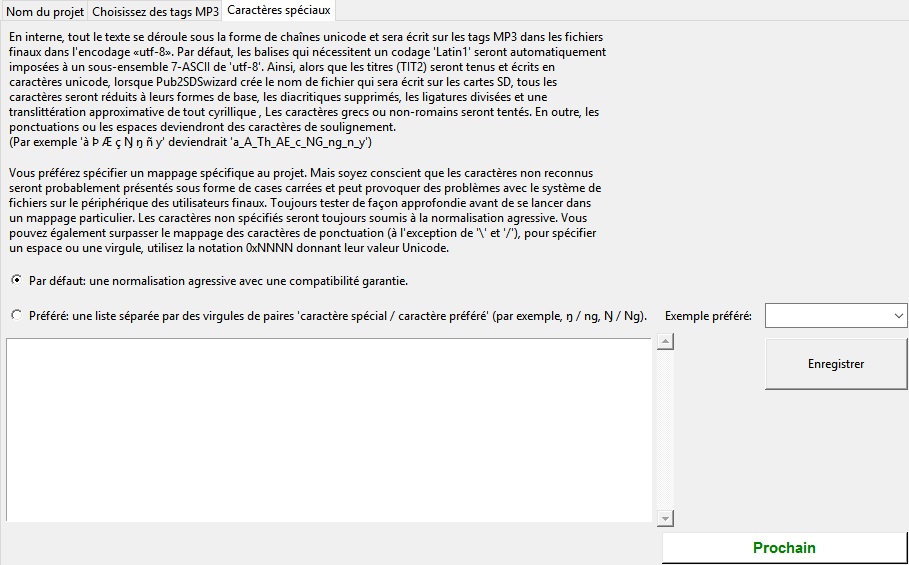 Nom du projet Choisissez des tags MP3 Caractères spéciaux
En interne, tout le texte se déroule sous la forme de chaînes unicode et sera écrit sur les tags MP3 dans les fichiers
finaux dans l'encodage «utf-8». Par défaut, les balises qui nécessitent un codage 'Latin1' seront automatiquement
imposées à un sous-ensemble 7-ASCII de 'utf-8'. Ainsi, alors que les titres (TIT2) seront tenus et écrits en
caractères unicode, lorsque Pub2SDSwizard crée le nom de fichier qui sera écrit sur les cartes SD, tous les
caractères seront réduits à leurs formes de base, les diacritiques supprimés, les ligatures divisées et une
translittération approximative de tout cyrillique , Les caractères grecs ou non-romains seront tentés. En outre, les
ponctuations ou les espaces deviendront des caractères de soulignement.
(Par exemple 'à Þ Æ ç Ŋ ŋ ñ y' deviendrait 'a_A_Th_AE_c_NG_ng_n_y')
Vous préférez spécifier un mappage spécifique au projet. Mais soyez conscient que les caractères non reconnus
seront probablement présentés sous forme de cases carrées et peut provoquer des problèmes avec le système de
fichiers sur le périphérique des utilisateurs finaux. Toujours tester de façon approfondie avant de se lancer dans
un mappage particulier. Les caractères non spécifiés seront toujours soumis à la normalisation agressive. Vous
pouvez également surpasser le mappage des caractères de ponctuation (à l'exception de '\' et '/'), pour spécifier
un espace ou une virgule, utilisez la notation 0xNNNN donnant leur valeur Unicode.
Par défaut: une normalisation agressive avec une compatibilité garantie.
Préféré: une liste séparée par des virgules de paires 'caractère spécial / caractère préféré' (par exemple, ŋ / ng, Ŋ / Ng). Exemple préféré:
Enregistrer
Prochain